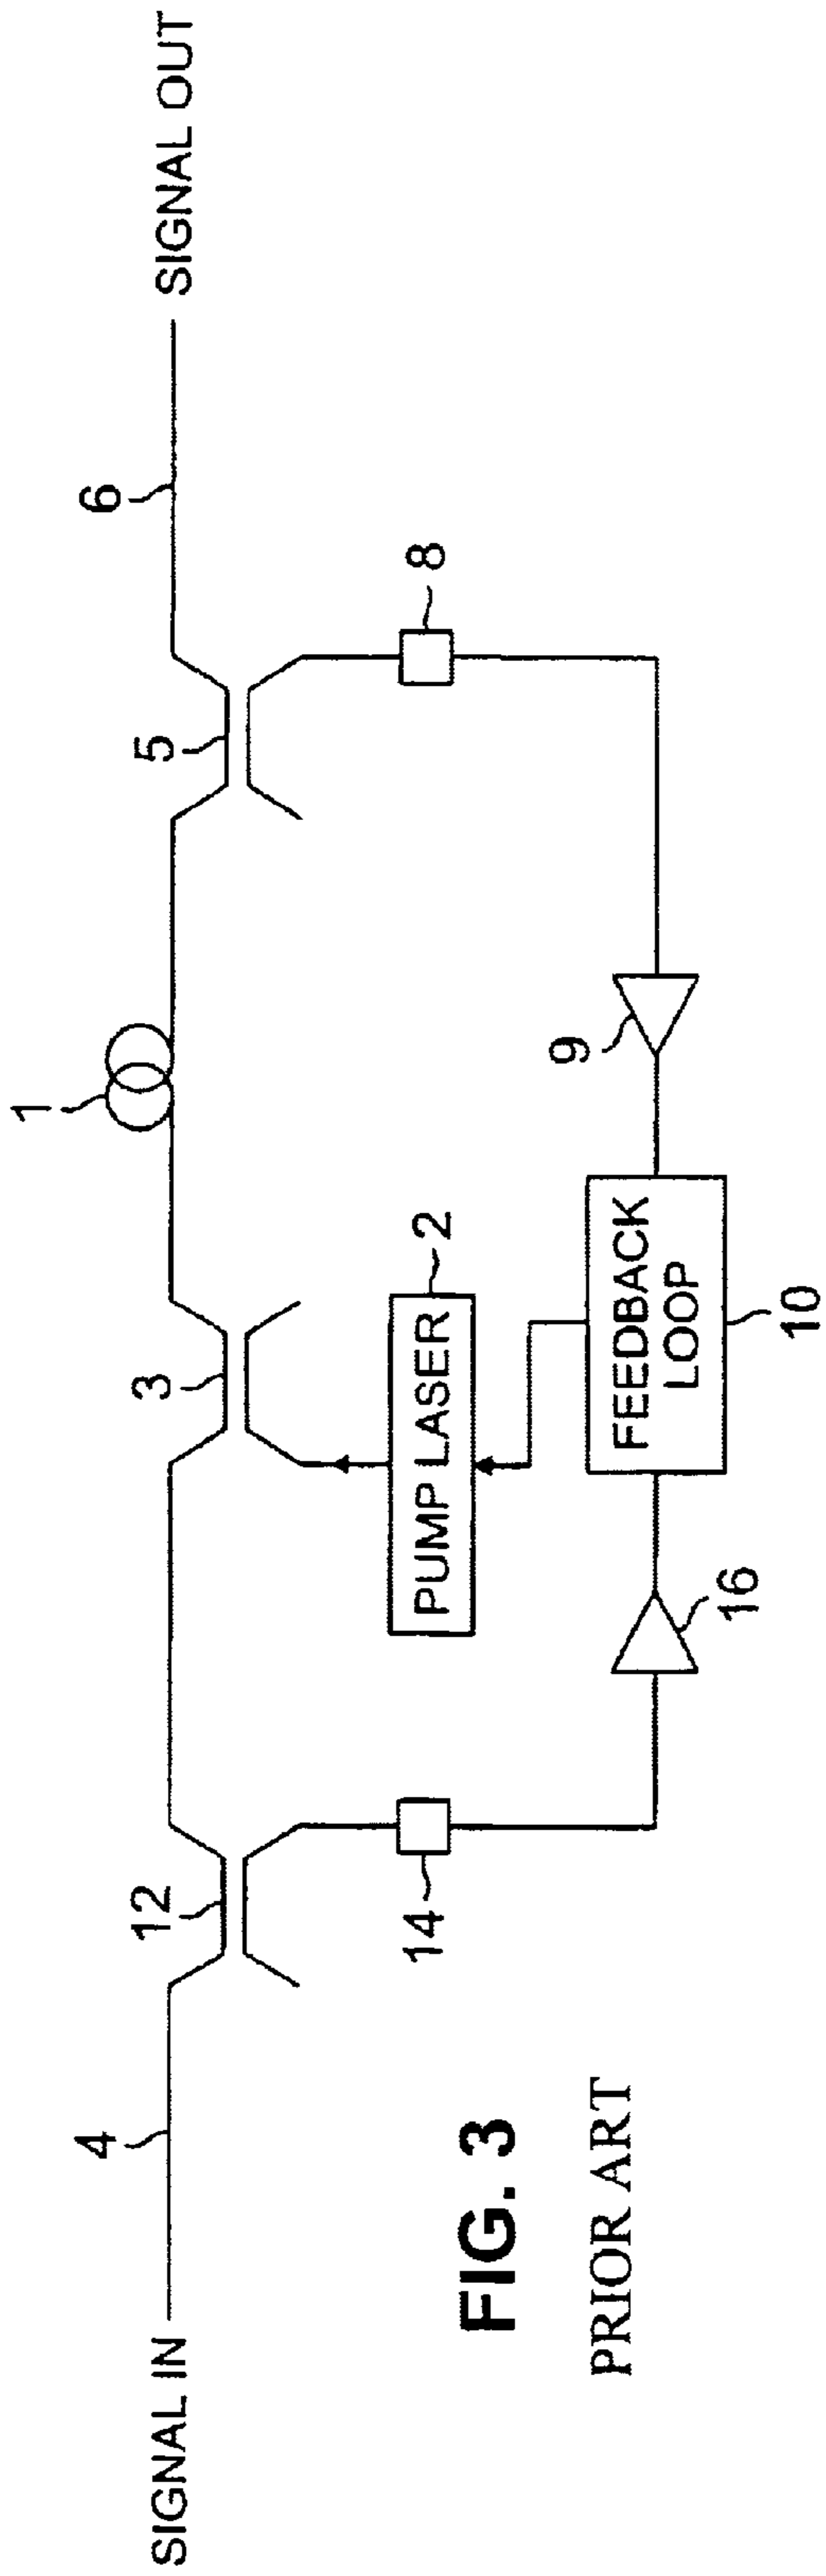 SIGNAL IN
4
12
3
1
5
6
SIGNAL OUT
14
PUMP LASER
2
8
16
FEEDBACK
LOOP
10
9
FIG. 3
PRIOR ART